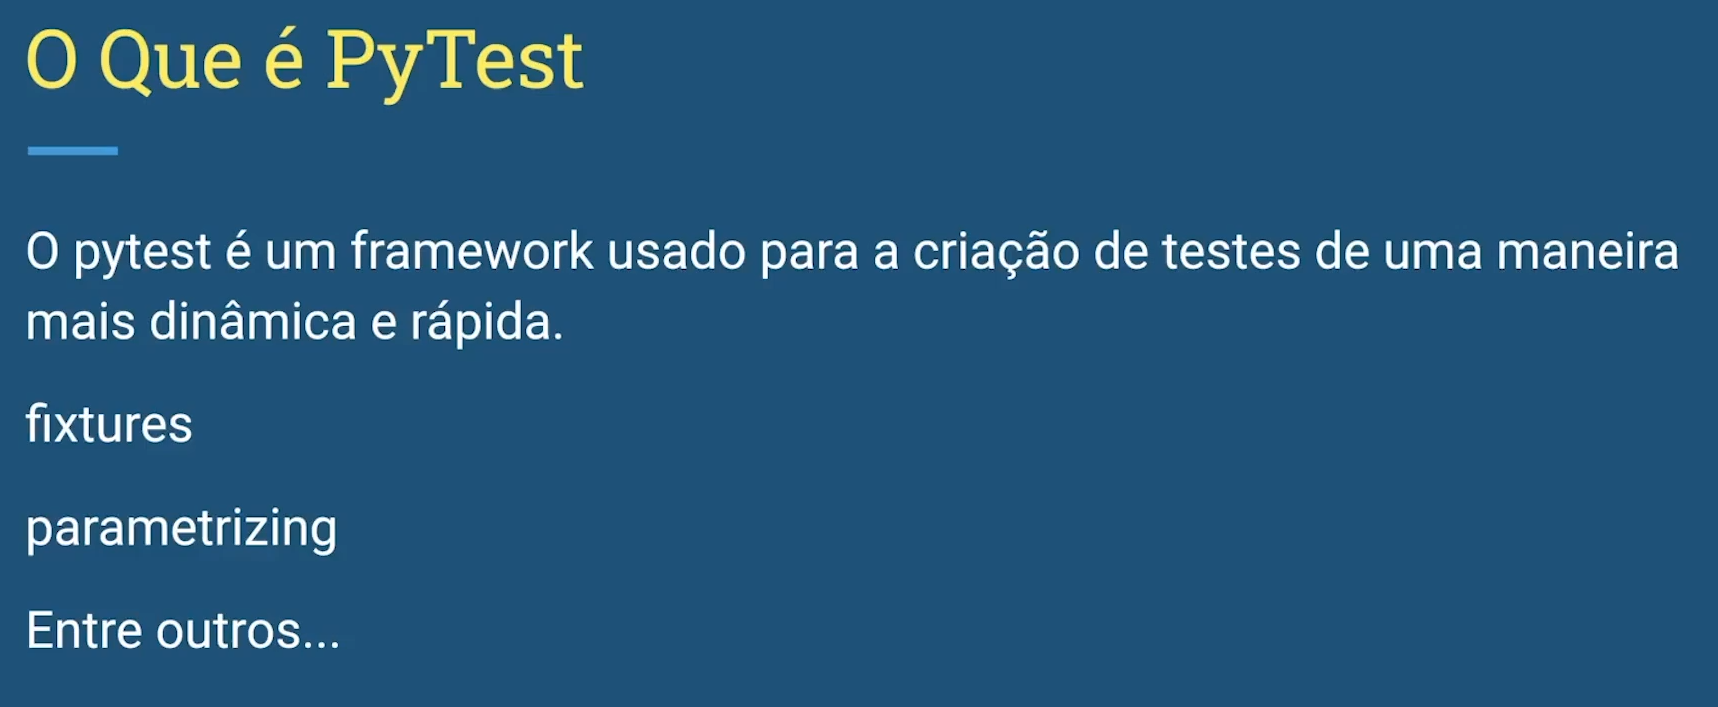 O Que é PyTest
O pytest é um framework usado para a criação de testes de uma maneira
mais dinâmica e rápida.
fixtures
parametrizing
Entre outros...